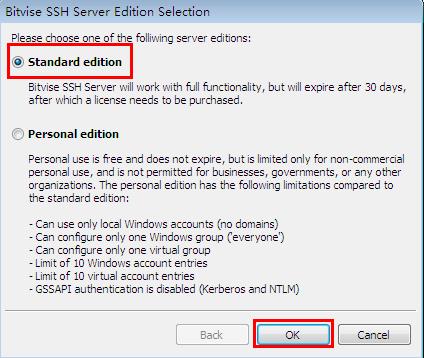 Bitvise SSH Server Edition Selection
Please choose one of the following server editions:
Standard edition
Bitvise SSH Server will work with full functionality, but will expire after 30 days,
after which a license needs to be purchased.
Personal edition
Personal use is free and does not expire, but is limited only for non-commercial
personal use, and is not permitted for businesses, governments, or any other
organizations. The personal edition has the following limitations compared to
the standard edition:
- Can use only local Windows accounts (no domains)
- Can configure only one Windows group ('everyone')
- Can configure only one virtual group
- Limit of 10 Windows account entries
- Limit of 10 virtual account entries
- GSSAPI authentication is disabled (Kerberos and NTLM)
Back
OK
Cancel